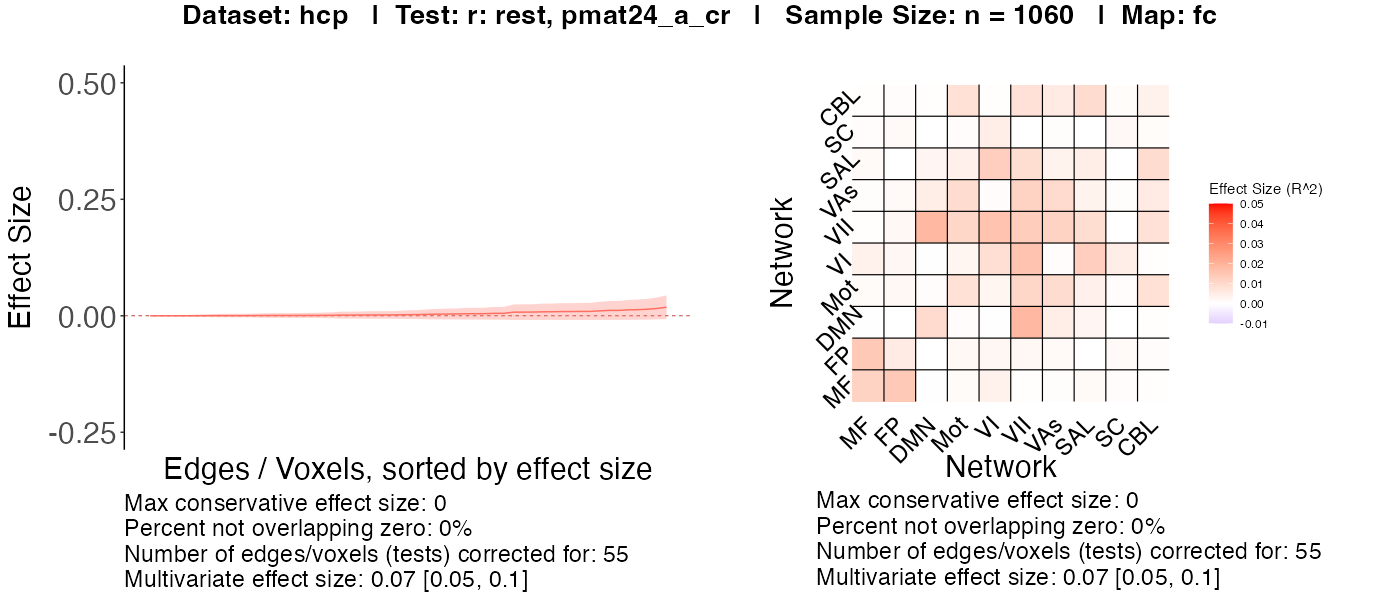 Dataset: hcp | Test: r: rest, pmat24_a_cr | Sample Size: n = 1060 | Map: fc
0.50
0.25
0.00
-0.25
Effect Size
Edges / Voxels, sorted by effect size
Max conservative effect size: 0
Percent not overlapping zero: 0%
Number of edges/voxels (tests) corrected for: 55
Multivariate effect size: 0.07 [0.05, 0.1]
Network
CBL
SC
SAL
VAs
VII
VI
Mot
DMN
FP
MF
MF FP DMN Mot VI VII VAs SAL SC CBL
Network
Effect Size (R^2)
0.05
0.04
0.03
0.02
0.01
0.00
-0.01
Max conservative effect size: 0
Percent not overlapping zero: 0%
Number of edges/voxels (tests) corrected for: 55
Multivariate effect size: 0.07 [0.05, 0.1]